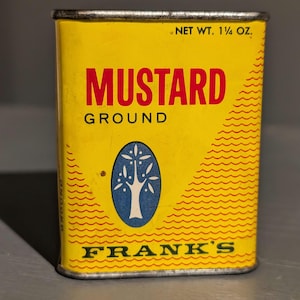 NET WT. 1¼ OZ.
MUSTARD
GROUND
FRANK'S